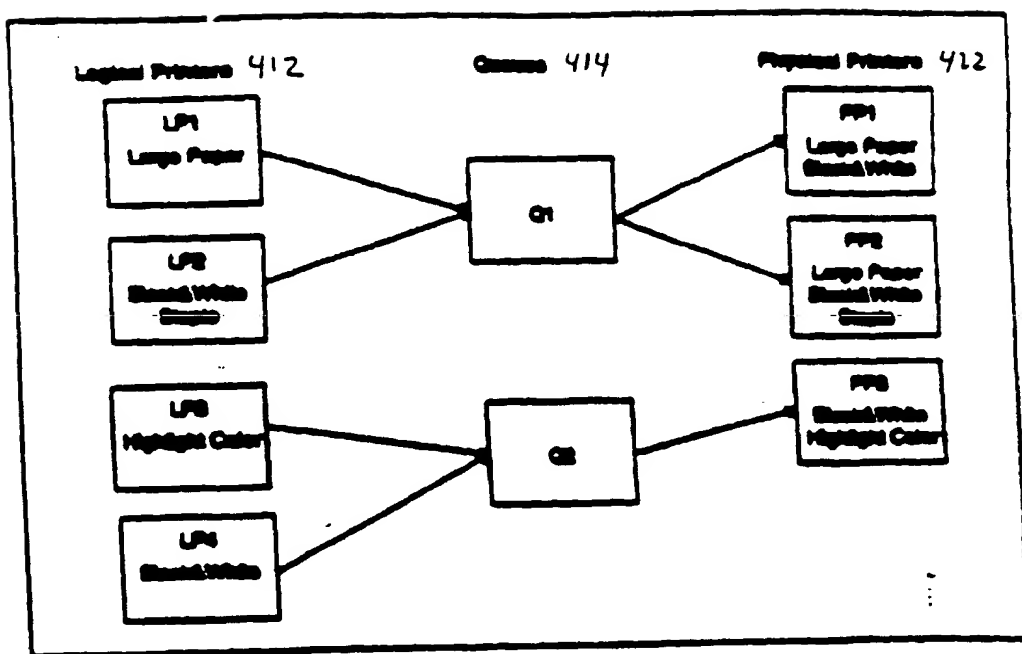 Logical Printers 412
Queues 414
Physical Printers 422
LP1
Large Paper
LP2
Black&White
Staple
LP3
Highlight Color
LP4
Black&White
Q1
Q2
PP1
Large Paper
Black&White
PP2
Large Paper
Black&White
Staple
PP3
Black&White
Highlight Color